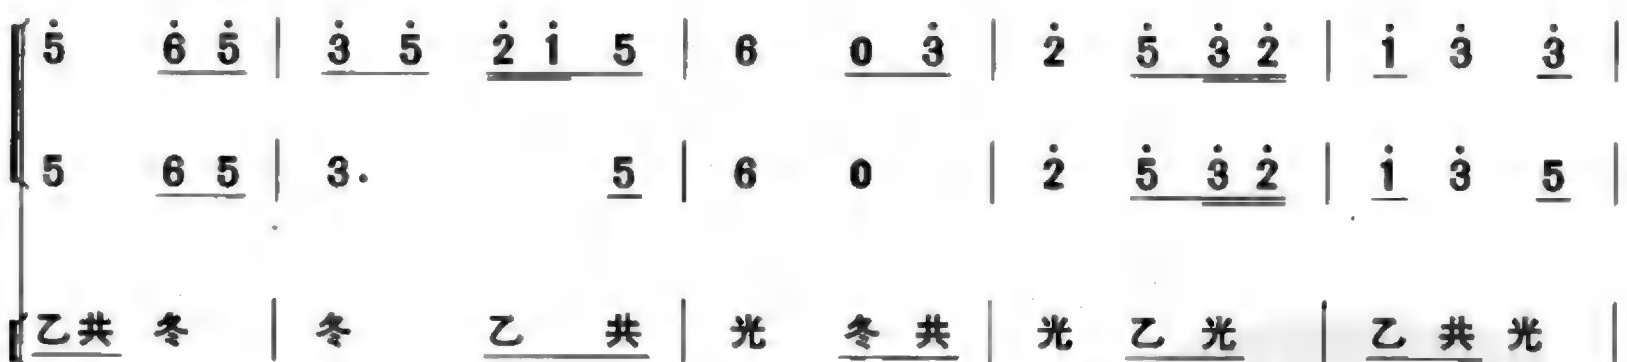 5̇ 6̇ 5̇ | 3̇ 5̇ 2̇ 1̇ 5 | 6 0 3̇ | 2̇ 5̇ 3̇ 2̇ | 1̇ 3̇ 3̇ |
5 6 5 | 3. 5 | 6 0 | 2̇ 5̇ 3̇ 2̇ | 1̇ 3̇ 5 |
乙共 冬 | 冬 乙 共 | 光 冬共 | 光 乙光 | 乙共光 |